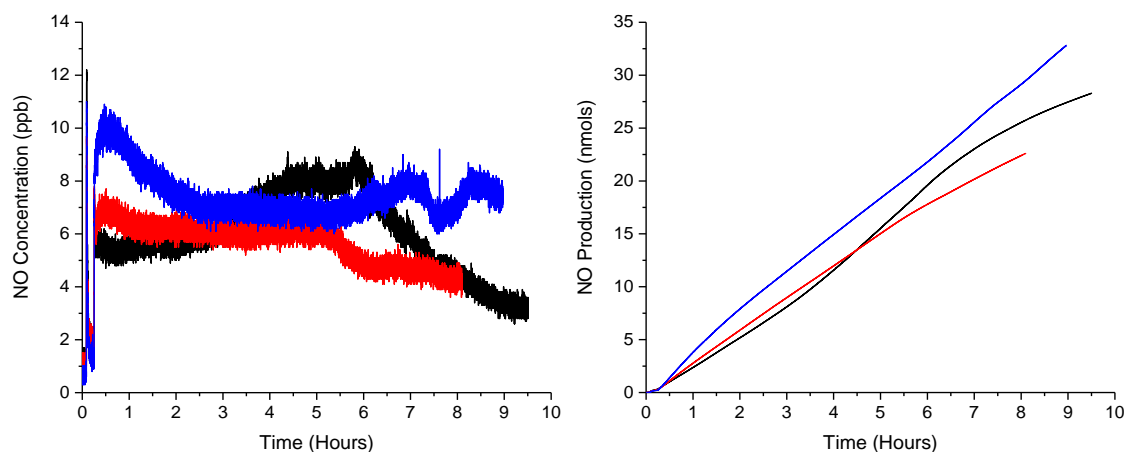 NO Concentration (ppb)
14
12
10
8
6
4
2
0
0 1 2 3 4 5 6 7 8 9 10
Time (Hours)
NO Production (nmols)
35
30
25
20
15
10
5
0
0 1 2 3 4 5 6 7 8 9 10
Time (Hours)